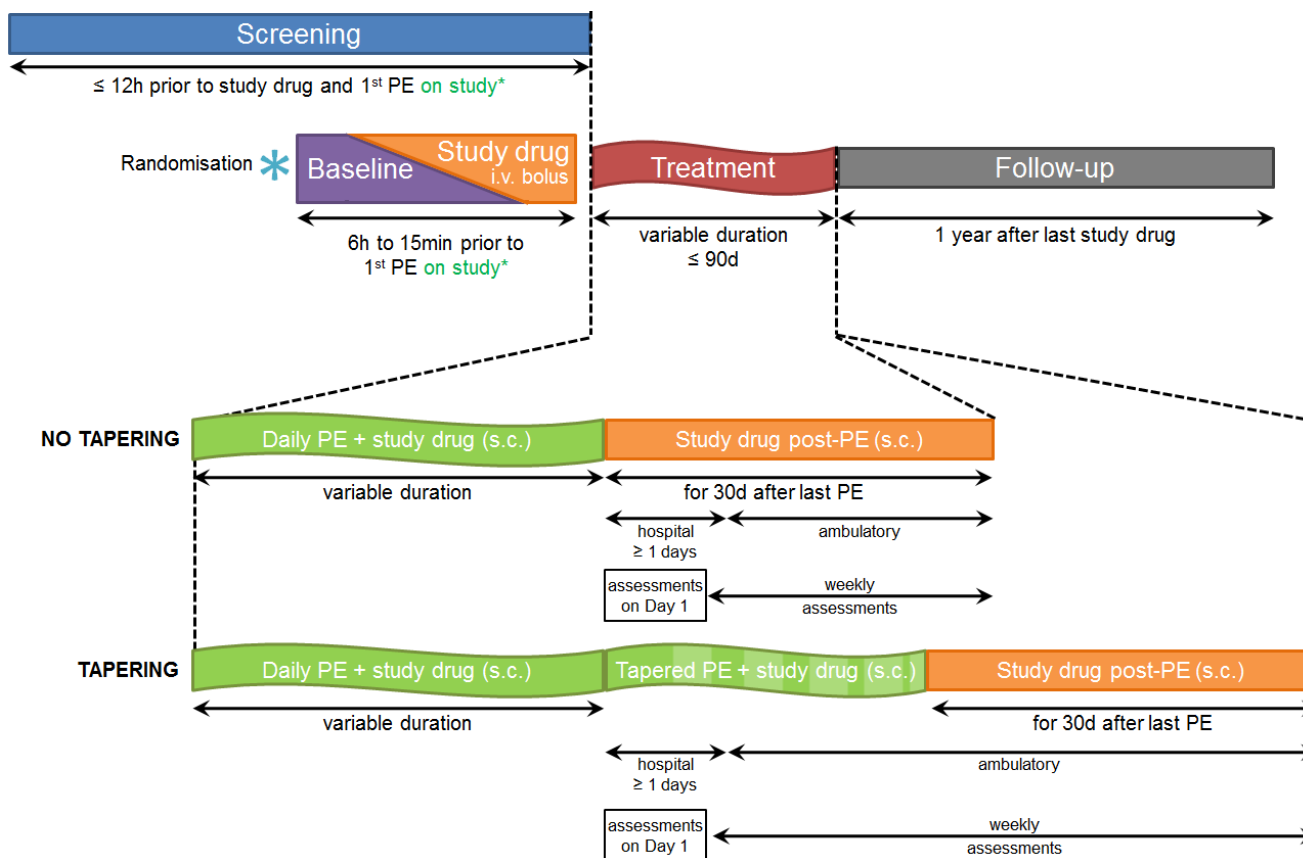 Screening
≤ 12h prior to study drug and 1st PE on study*
Randomisation *
Baseline
Study drug
i.v. bolus
Treatment
Follow-up
6h to 15min prior to
1st PE on study*
variable duration
≤ 90d
1 year after last study drug
NO TAPERING
Daily PE + study drug (s.c.)
Study drug post-PE (s.c.)
variable duration
for 30d after last PE
hospital
≥ 1 days
ambulatory
assessments
on Day 1
weekly
assessments
TAPERING
Daily PE + study drug (s.c.)
Tapered PE + study drug (s.c.)
Study drug post-PE (s.c.)
variable duration
for 30d after last PE
hospital
≥ 1 days
ambulatory
assessments
on Day 1
weekly
assessments